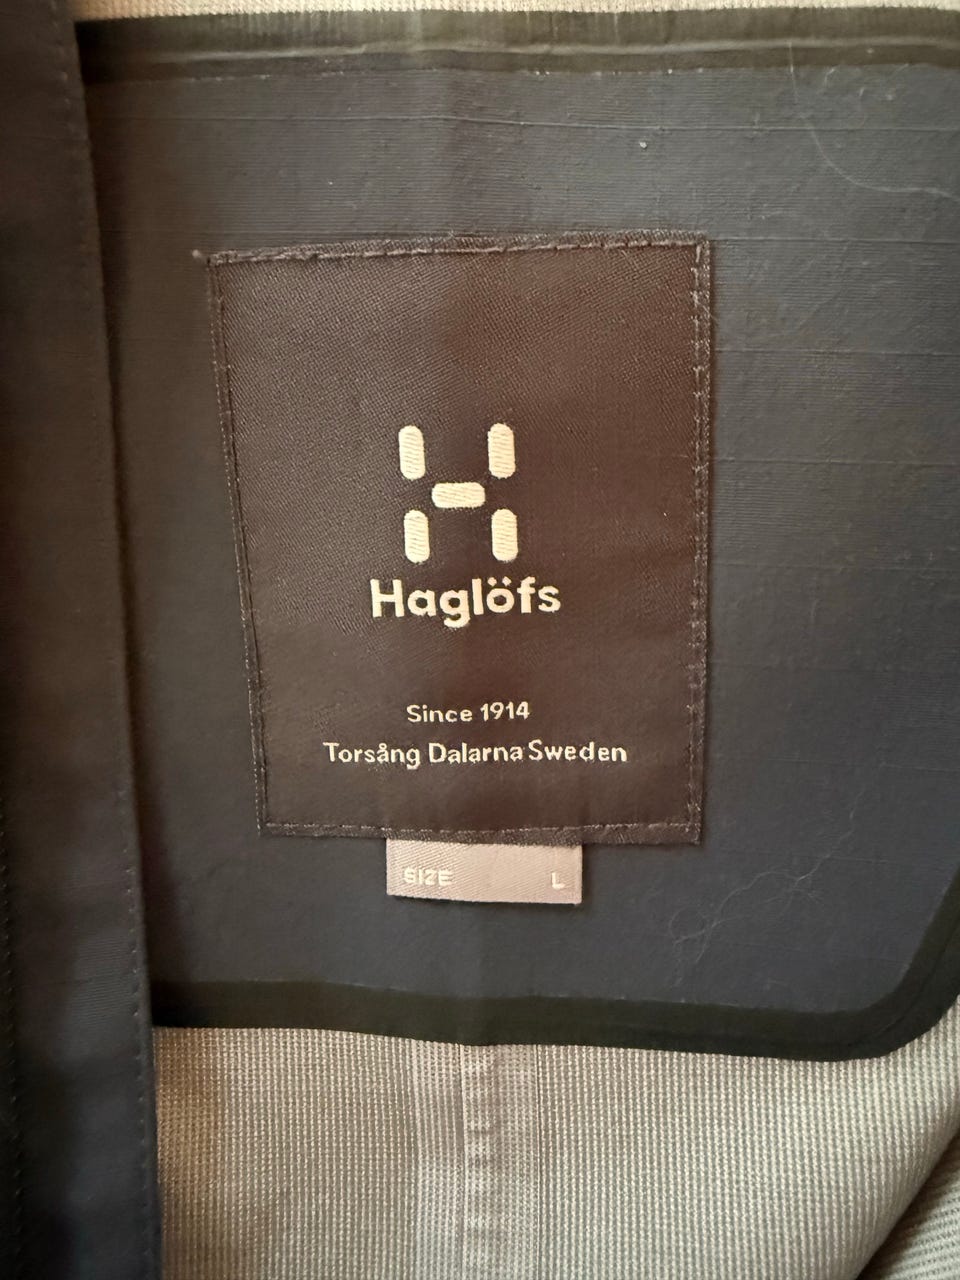 Haglöfs
Since 1914
Torsång Dalarna Sweden
SIZE L